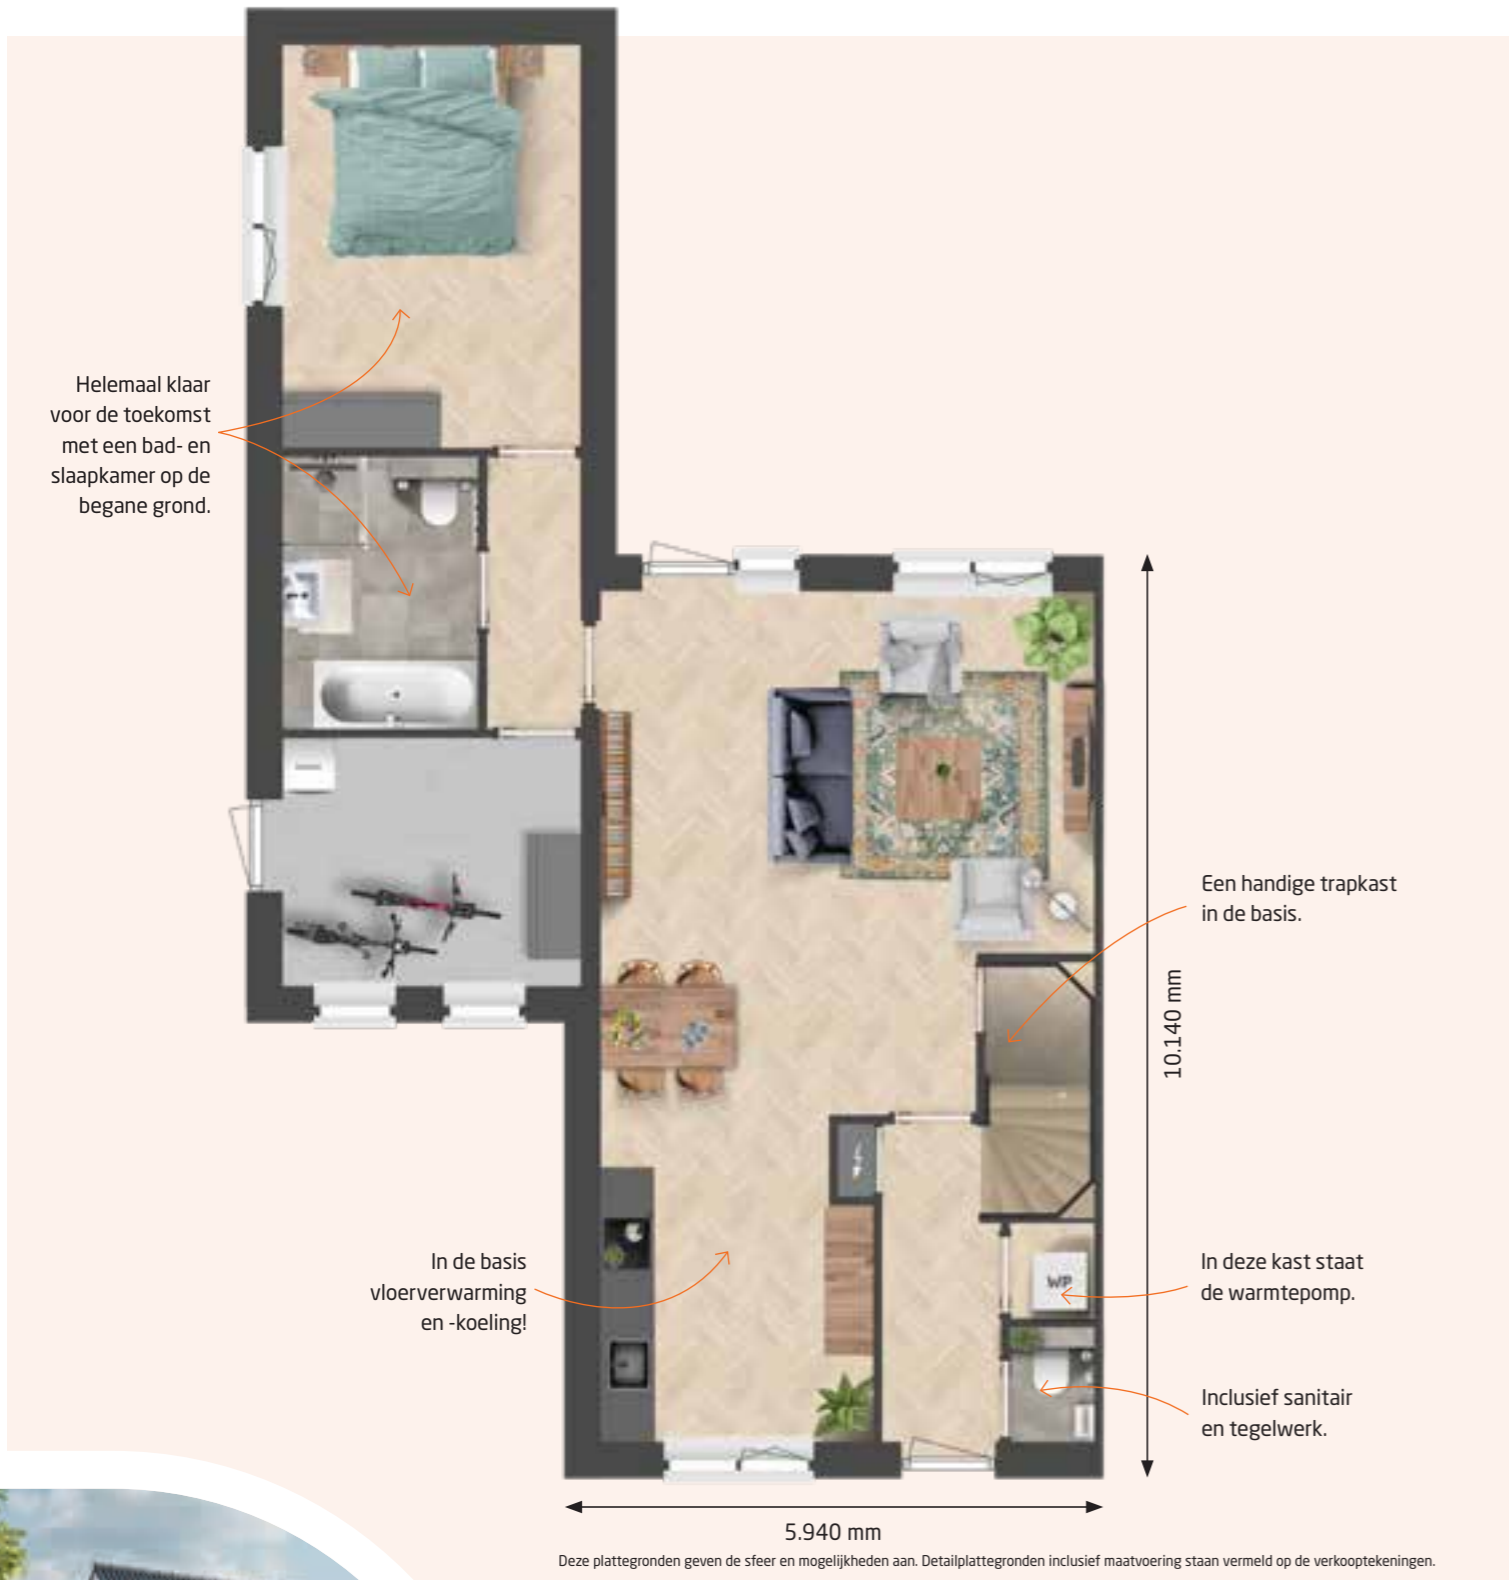 Helemaal klaar
voor de toekomst
met een bad- en
slaapkamer op de
begane grond.
Een handige trapkast
in de basis.
10.140 mm
In de basis
vloerverwarming
en -koeling!
WP
In deze kast staat
de warmtepomp.
Inclusief sanitair
en tegelwerk.
5.940 mm
Deze plattegronden geven de sfeer en mogelijkheden aan. Detailplattegronden inclusief maatvoering staan vermeld op de verkooptekeningen.